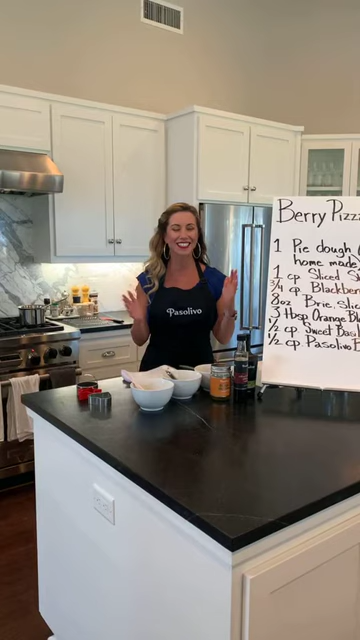 Berry Pizz
1 Pie dough (
home made
1 cp Sliced S
3/4 cp Blackber
8oz Brie, Slic
3 tbsp Orange Bl
1/2 cp Sweet Basi
1/2 cp Pasolivo B
Pasolivo